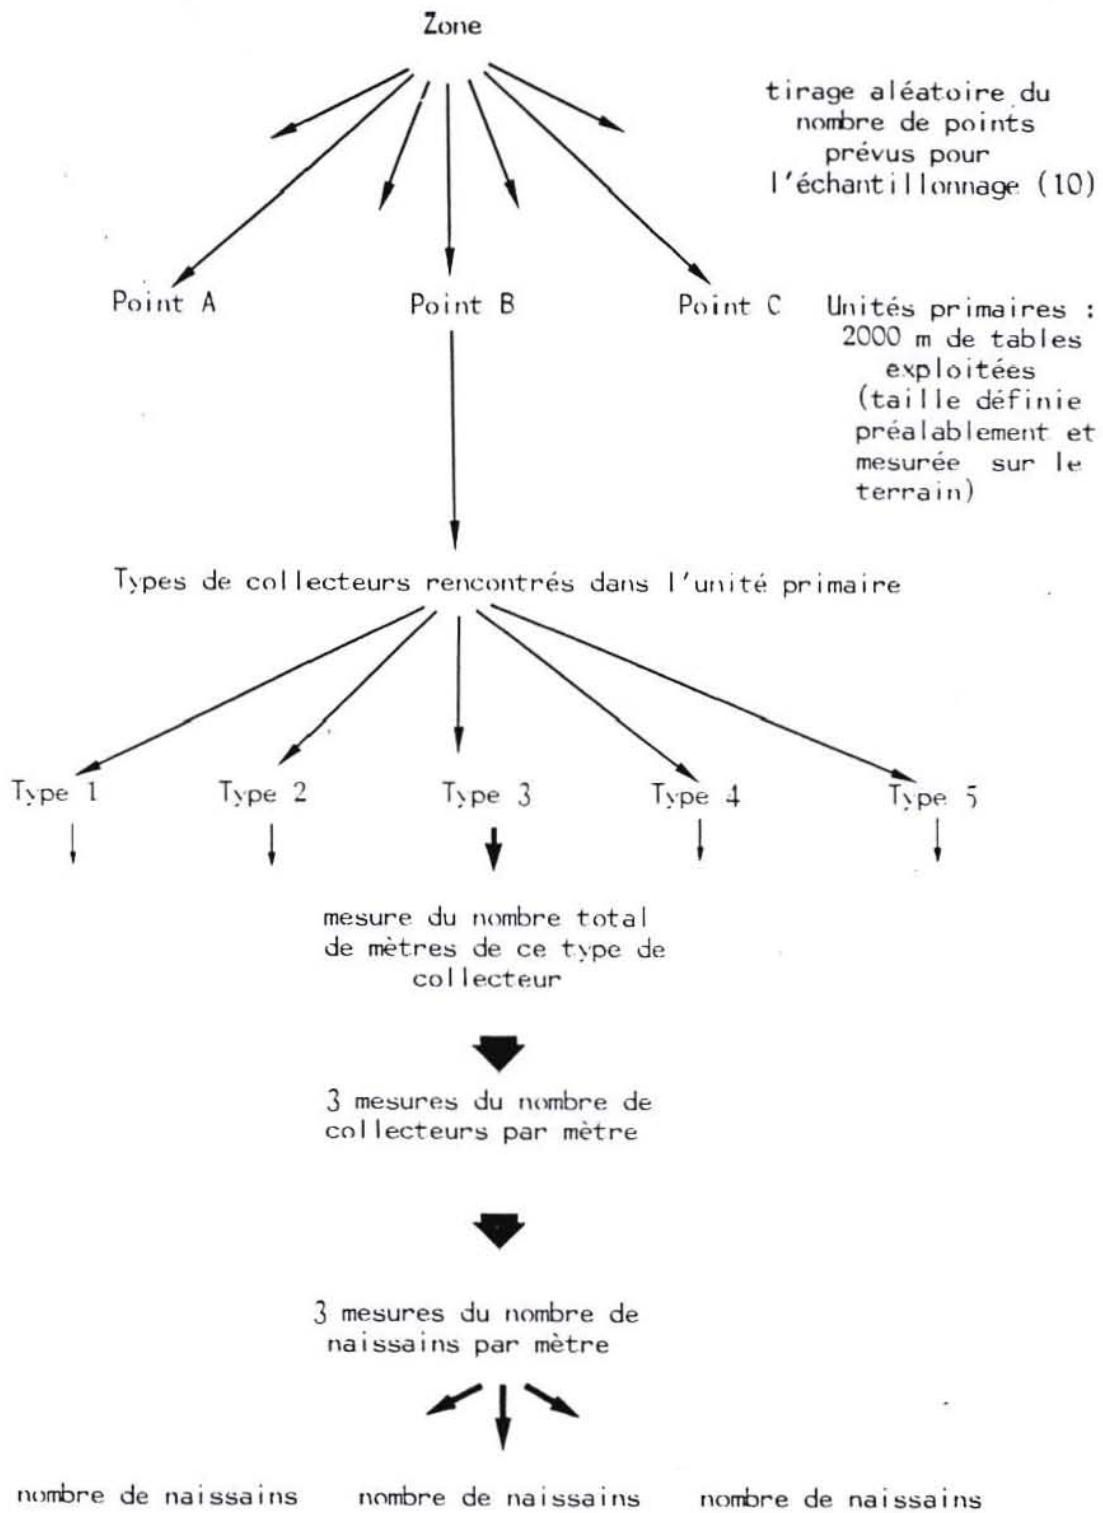 Zone
tirage aléatoire du
nombre de points
prévus pour
l'échantillonnage (10)
Point A
Point B
Point C
Unités primaires :
2000 m de tables
exploitées
(taille définie
préalablement et
mesurée sur le
terrain)
Types de collecteurs rencontrés dans l'unité primaire
Type 1
Type 2
Type 3
Type 4
Type 5
mesure du nombre total
de mètres de ce type de
collecteur
3 mesures du nombre de
collecteurs par mètre
3 mesures du nombre de
naissains par mètre
nombre de naissains
nombre de naissains
nombre de naissains